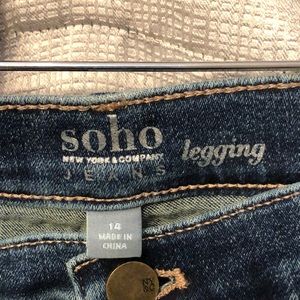 soho
NEW YORK & COMPANY
JEANS
legging
14
MADE IN
CHINA